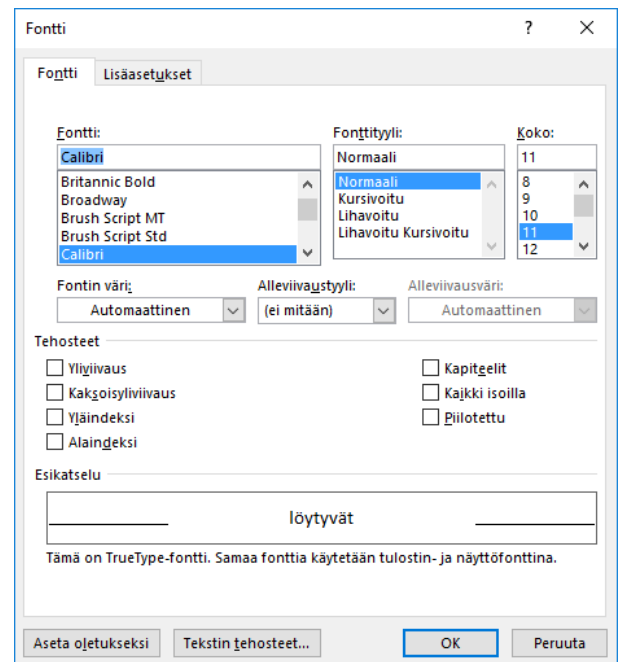 Fontti
Fontti Lisäasetukset
Fontti: Fonttityyli: Koko:
Calibri Normaali 11
Britannic Bold Normaali 8
Broadway Kursivoitu 9
Brush Script MT Lihavoitu 10
Brush Script Std Lihavoitu Kursivoitu 11
Calibri 12
Fontin väri: Alleviivaustyyli: Alleviivausväri:
Automaattinen (ei mitään) Automaattinen
Tehosteet
Yliviivaus Kapiteelit
Kaksoisyliviivaus Kaikki isoilla
Yläindeksi Piilotettu
Alaindeksi
Esikatselu
löytyvät
Tämä on TrueType-fontti. Samaa fonttia käytetään tulostin- ja näyttöfonttina.
Aseta oletukseksi Tekstin tehosteet... OK Peruuta